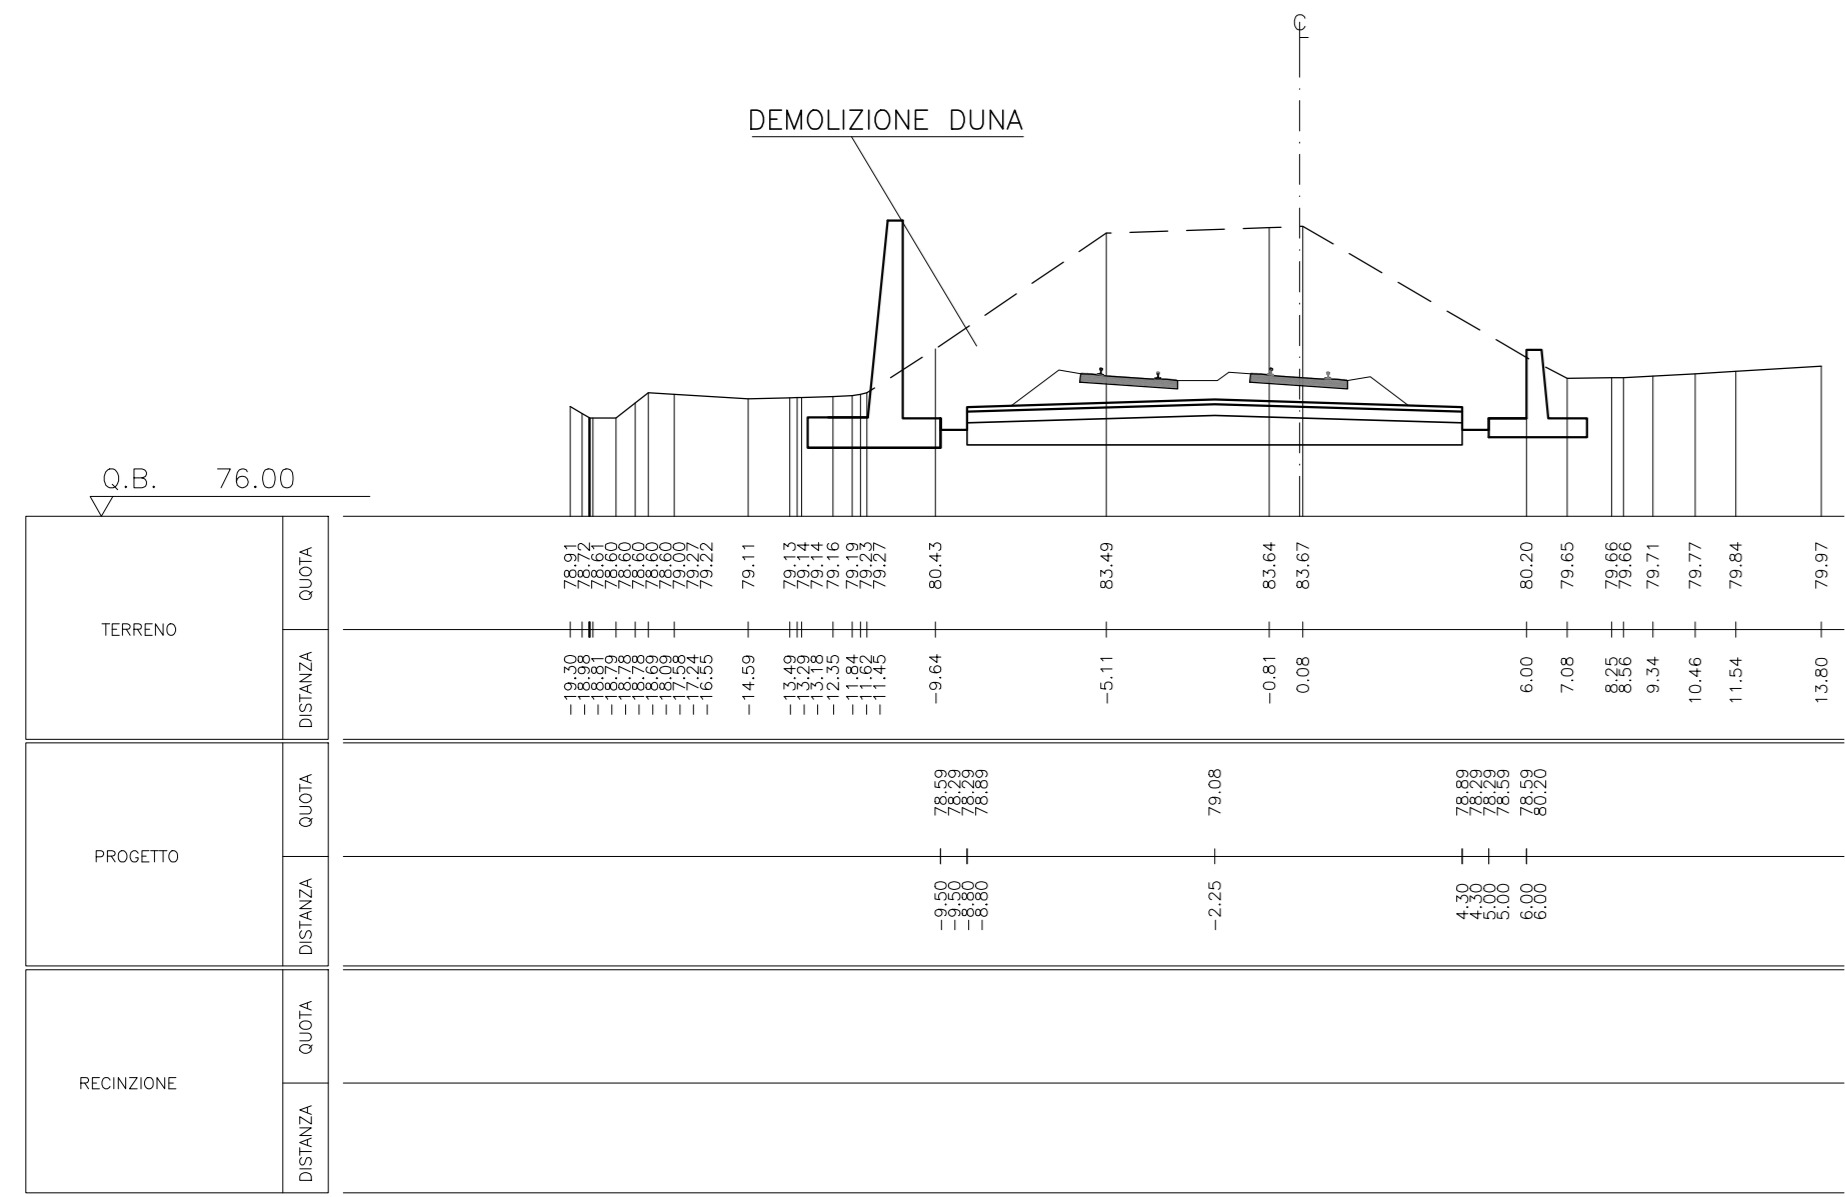 ℄
DEMOLIZIONE DUNA
Q.B. 76.00
TERRENO
QUOTA
78.91 78.72 78.61 78.60 78.60 78.60 78.60 78.60 79.00 79.27 79.22 79.11 79.13 79.14 79.14 79.16 79.19 79.23 79.27 80.43 83.49 83.64 83.67 80.20 79.65 79.66 79.66 79.71 79.77 79.84 79.97
DISTANZA
-19.30 -18.98 -18.81 -18.79 -18.78 -18.78 -18.69 -18.09 -17.58 -17.24 -16.55 -14.59 -13.49 -13.29 -13.18 -12.35 -11.84 -11.62 -11.45 -9.64 -5.11 -0.81 0.08 6.00 7.08 8.25 8.56 9.34 10.46 11.54 13.80
PROGETTO
QUOTA
78.59 78.29 78.29 78.89 79.08 78.89 78.29 78.29 78.59 78.59 80.20
DISTANZA
-9.50 -9.50 -8.80 -8.80 -2.25 4.30 4.30 5.00 5.00 6.00 6.00
RECINZIONE
QUOTA
DISTANZA